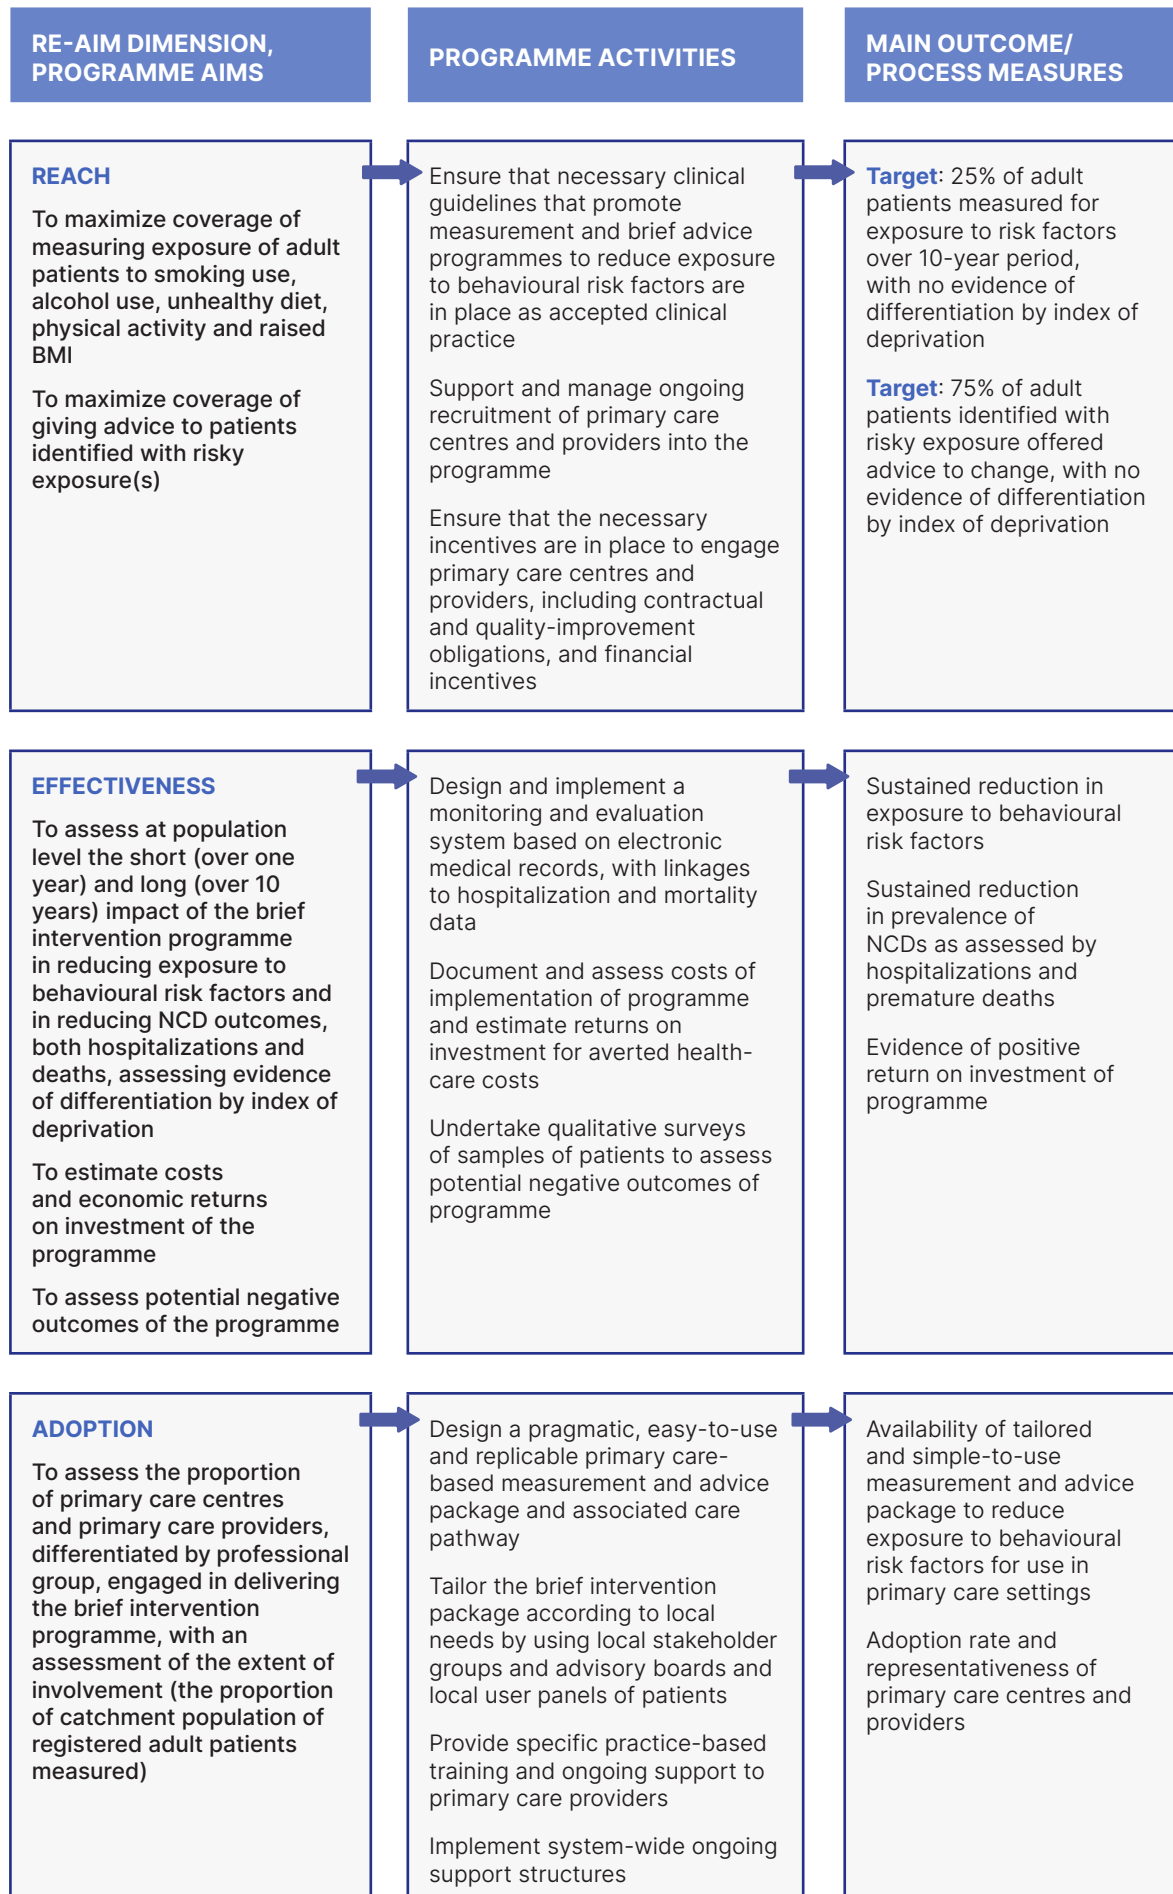 RE-AIM DIMENSION,
PROGRAMME AIMS
PROGRAMME ACTIVITIES
MAIN OUTCOME/
PROCESS MEASURES
REACH
To maximize coverage of
measuring exposure of adult
patients to smoking use,
alcohol use, unhealthy diet,
physical activity and raised
BMI
To maximize coverage of
giving advice to patients
identified with risky
exposure(s)
Ensure that necessary clinical
guidelines that promote
measurement and brief advice
programmes to reduce exposure
to behavioural risk factors are
in place as accepted clinical
practice
Support and manage ongoing
recruitment of primary care
centres and providers into the
programme
Ensure that the necessary
incentives are in place to engage
primary care centres and
providers, including contractual
and quality-improvement
obligations, and financial
incentives
Target: 25% of adult
patients measured for
exposure to risk factors
over 10-year period,
with no evidence of
differentiation by index of
deprivation
Target: 75% of adult
patients identified with
risky exposure offered
advice to change, with no
evidence of differentiation
by index of deprivation
EFFECTIVENESS
To assess at population
level the short (over one
year) and long (over 10
years) impact of the brief
intervention programme
in reducing exposure to
behavioural risk factors and
in reducing NCD outcomes,
both hospitalizations and
deaths, assessing evidence
of differentiation by index of
deprivation
To estimate costs
and economic returns
on investment of the
programme
To assess potential negative
outcomes of the programme
Design and implement a
monitoring and evaluation
system based on electronic
medical records, with linkages
to hospitalization and mortality
data
Document and assess costs of
implementation of programme
and estimate returns on
investment for averted health-
care costs
Undertake qualitative surveys
of samples of patients to assess
potential negative outcomes of
programme
Sustained reduction in
exposure to behavioural
risk factors
Sustained reduction
in prevalence of
NCDs as assessed by
hospitalizations and
premature deaths
Evidence of positive
return on investment of
programme
ADOPTION
To assess the proportion
of primary care centres
and primary care providers,
differentiated by professional
group, engaged in delivering
the brief intervention
programme, with an
assessment of the extent of
involvement (the proportion
of catchment population of
registered adult patients
measured)
Design a pragmatic, easy-to-use
and replicable primary care-
based measurement and advice
package and associated care
pathway
Tailor the brief intervention
package according to local
needs by using local stakeholder
groups and advisory boards and
local user panels of patients
Provide specific practice-based
training and ongoing support to
primary care providers
Implement system-wide ongoing
support structures
Availability of tailored
and simple-to-use
measurement and advice
package to reduce
exposure to behavioural
risk factors for use in
primary care settings
Adoption rate and
representativeness of
primary care centres and
providers